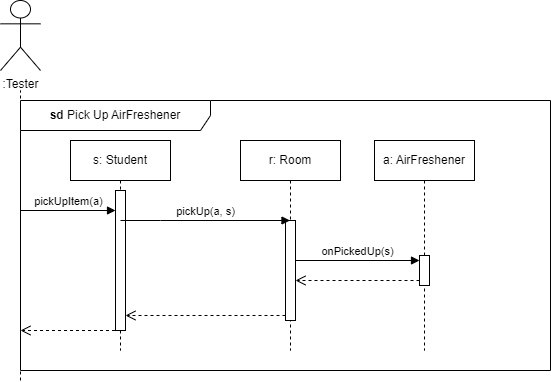 :Tester
sd Pick Up AirFreshener
s: Student
r: Room
a: AirFreshener
pickUpItem(a)
pickUp(a, s)
onPickedUp(s)